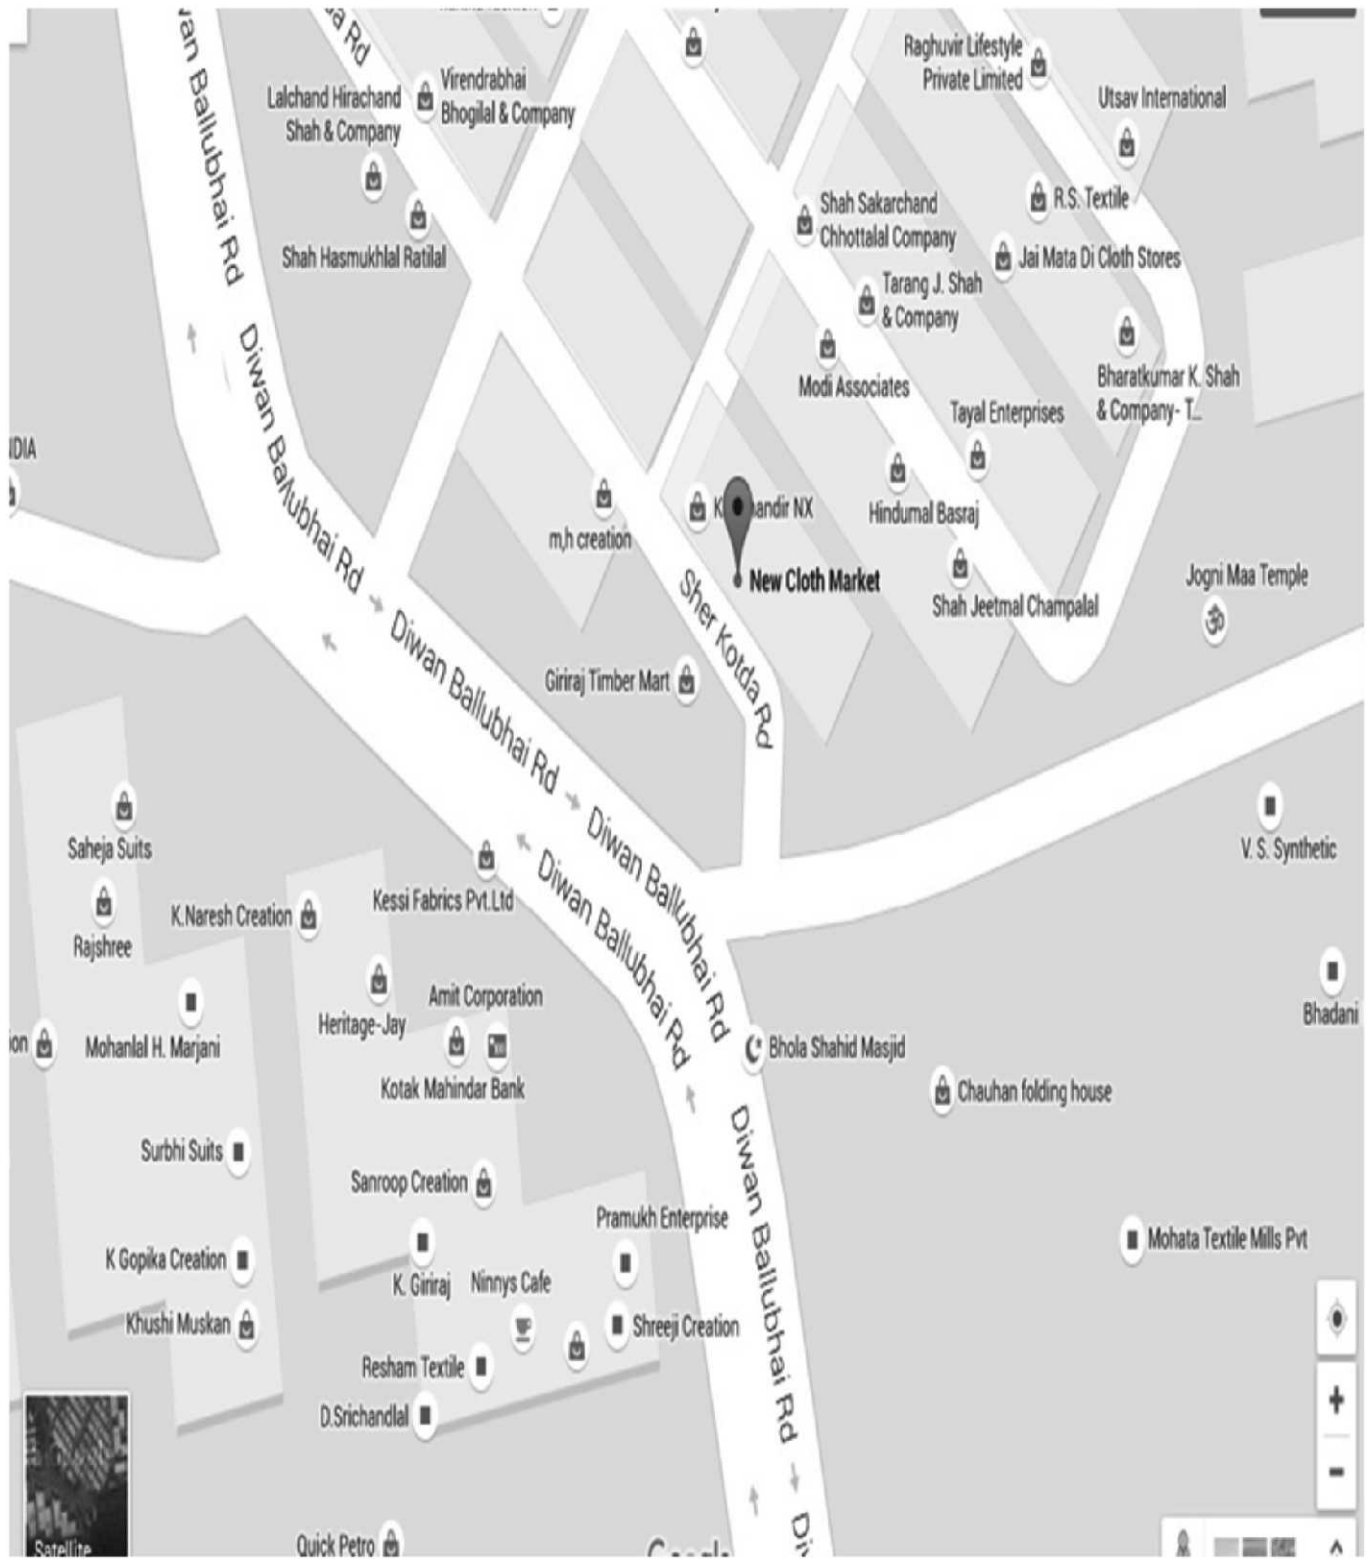 Diwan Ballubhai Rd
Rd
Virendrabhai
Bhogilal & Company
Lalchand Hirachand
Shah & Company
Shah Hasmukhlal Ratilal
Raghuvir Lifestyle
Private Limited
Utsav International
R.S. Textile
Shah Sakarchand
Chhottalal Company
Jai Mata Di Cloth Stores
Tarang J. Shah
& Company
Modi Associates
Bharatkumar K. Shah
& Company- T...
Tayal Enterprises
Diwan Ballubhai Rd
Hindumal Basraj
m,h creation
NX
New Cloth Market
Shah Jeetmal Champalal
Jogni Maa Temple
Sher Kotda Rd
Giriraj Timber Mart
Diwan Ballubhai Rd
Diwan Ballubhai Rd
Diwan Ballubhai Rd
Saheja Suits
V. S. Synthetic
Kessi Fabrics Pvt.Ltd
K.Naresh Creation
Rajshree
Heritage-Jay
Amit Corporation
Bhadani
Mohanlal H. Marjani
Kotak Mahindar Bank
Bhola Shahid Masjid
Chauhan folding house
Diwan Ballubhai Rd
Surbhi Suits
Sanroop Creation
Pramukh Enterprise
Mohata Textile Mills Pvt
K Gopika Creation
K. Giriraj
Ninnys Cafe
Khushi Muskan
Shreeji Creation
Resham Textile
D.Srichandlal
Quick Petro
Satellite
Google